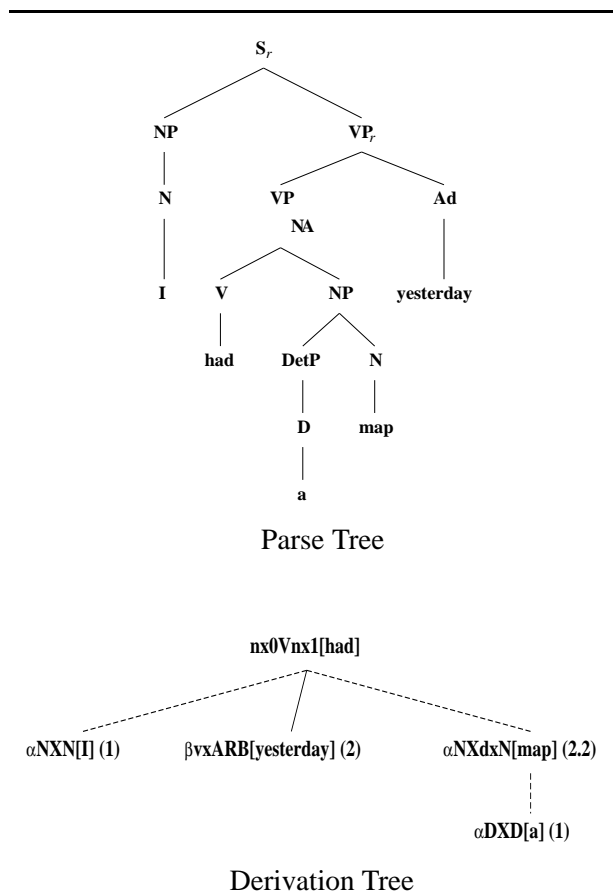 S_r
NP VP_r
N VP Ad
NA
I V NP yesterday
had DetP N
D map
a
Parse Tree
nx0Vnx1[had]
αNXN[I] (1) βvxARB[yesterday] (2) αNXdxN[map] (2.2)
αDXD[a] (1)
Derivation Tree